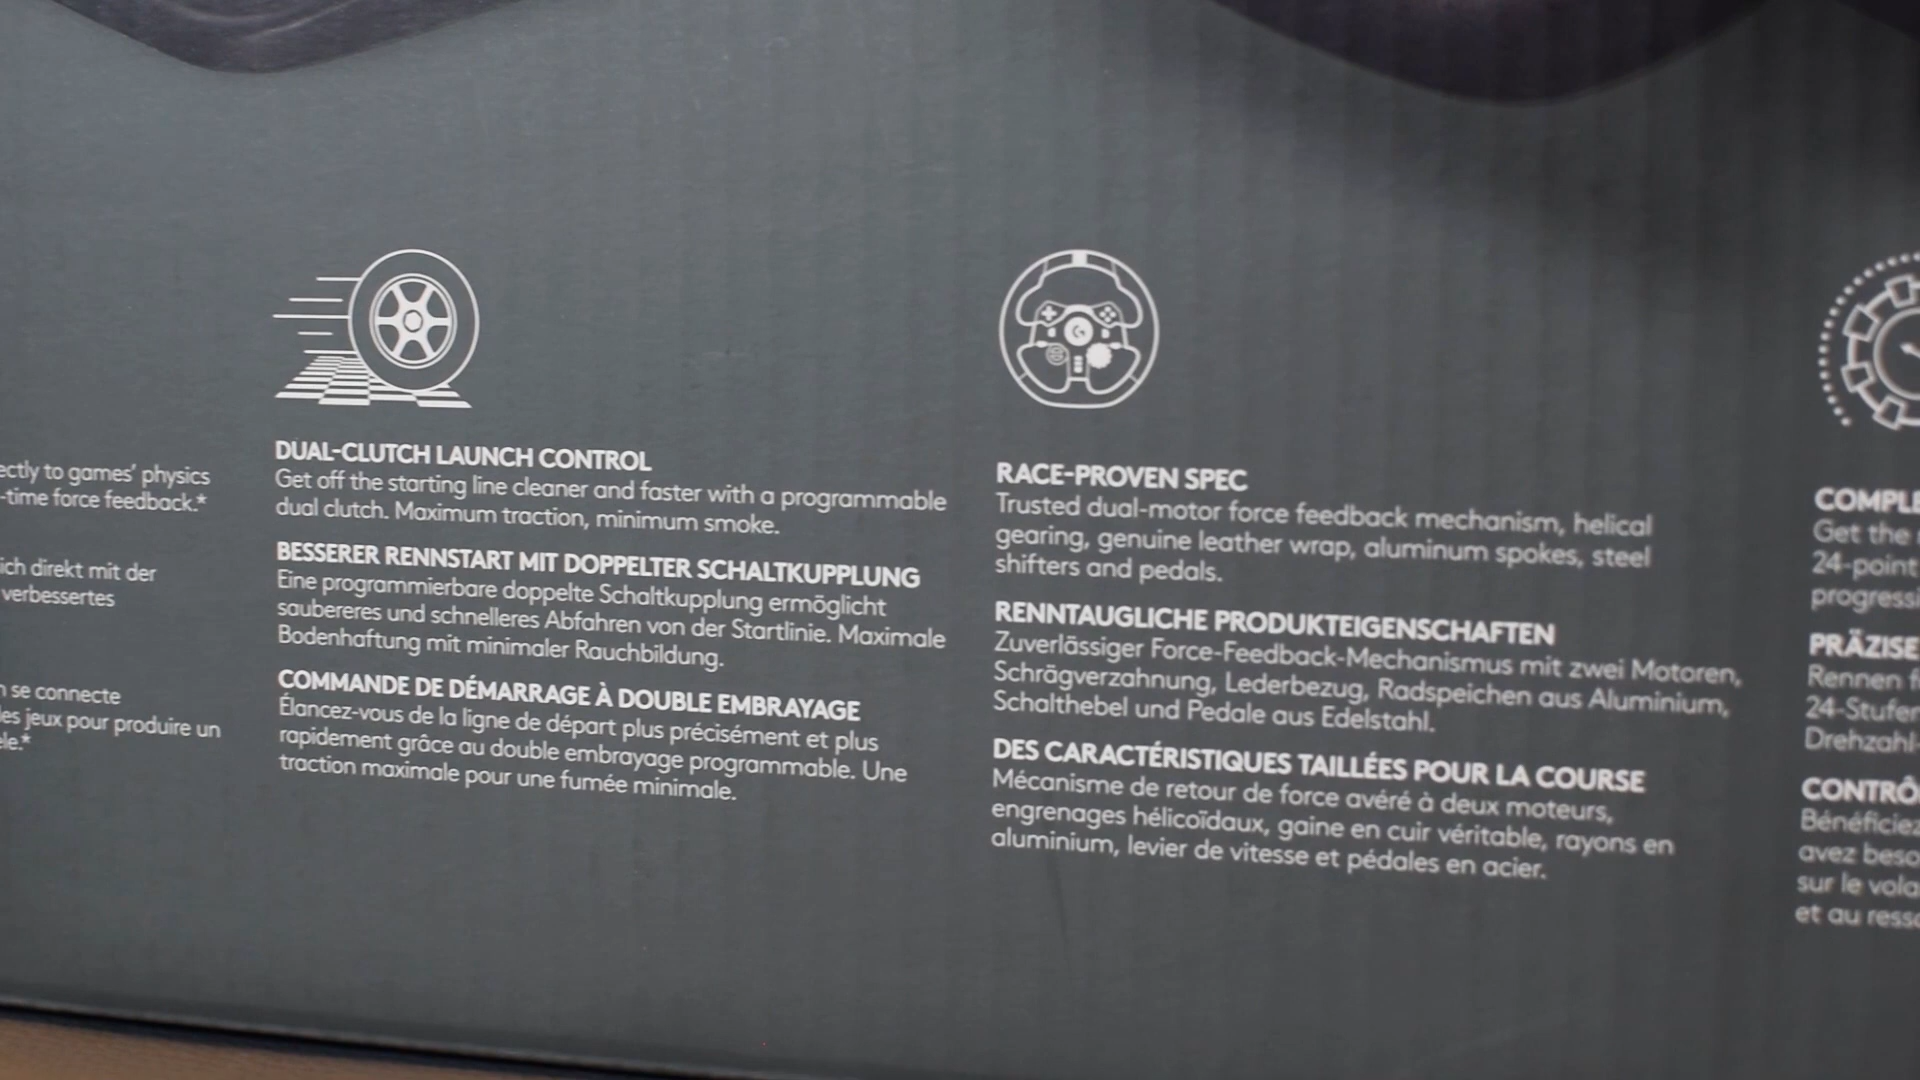 ectly to games' physics
-time force feedback.*
ich direkt mit der
verbessertes
se connecte
les jeux pour produire un
DUAL-CLUTCH LAUNCH CONTROL
Get off the starting line cleaner and faster with a programmable
dual clutch. Maximum traction, minimum smoke.
BESSERER RENNSTART MIT DOPPELTER SCHALTKUPPLUNG
Eine programmierbare doppelte Schaltkupplung ermöglicht
saubereres und schnelleres Abfahren von der Startlinie. Maximale
Bodenhaftung mit minimaler Rauchbildung.
COMMANDE DE DÉMARRAGE À DOUBLE EMBRAYAGE
Élancez-vous de la ligne de départ plus précisément et plus
rapidement grâce au double embrayage programmable. Une
traction maximale pour une fumée minimale.
RACE-PROVEN SPEC
Trusted dual-motor force feedback mechanism, helical
gearing, genuine leather wrap, aluminum spokes, steel
shifters and pedals.
RENNTAUGLICHE PRODUKTEIGENSCHAFTEN
Zuverlässiger Force-Feedback-Mechanismus mit zwei Motoren,
Schrägverzahnung, Lederbezug, Radspeichen aus Aluminium,
Schalthebel und Pedale aus Edelstahl.
DES CARACTÉRISTIQUES TAILLÉES POUR LA COURSE
Mécanisme de retour de force avéré à deux moteurs,
engrenages hélicoïdaux, gaine en cuir véritable, rayons en
aluminium, levier de vitesse et pédales en acier.
COMPLE
Get the
24-point
progressi
PRÄZISE
Rennen f
24-Stufen
Drehzahl-
CONTRÔ
Bénéficiez
avez beso
sur le vola
et au resso